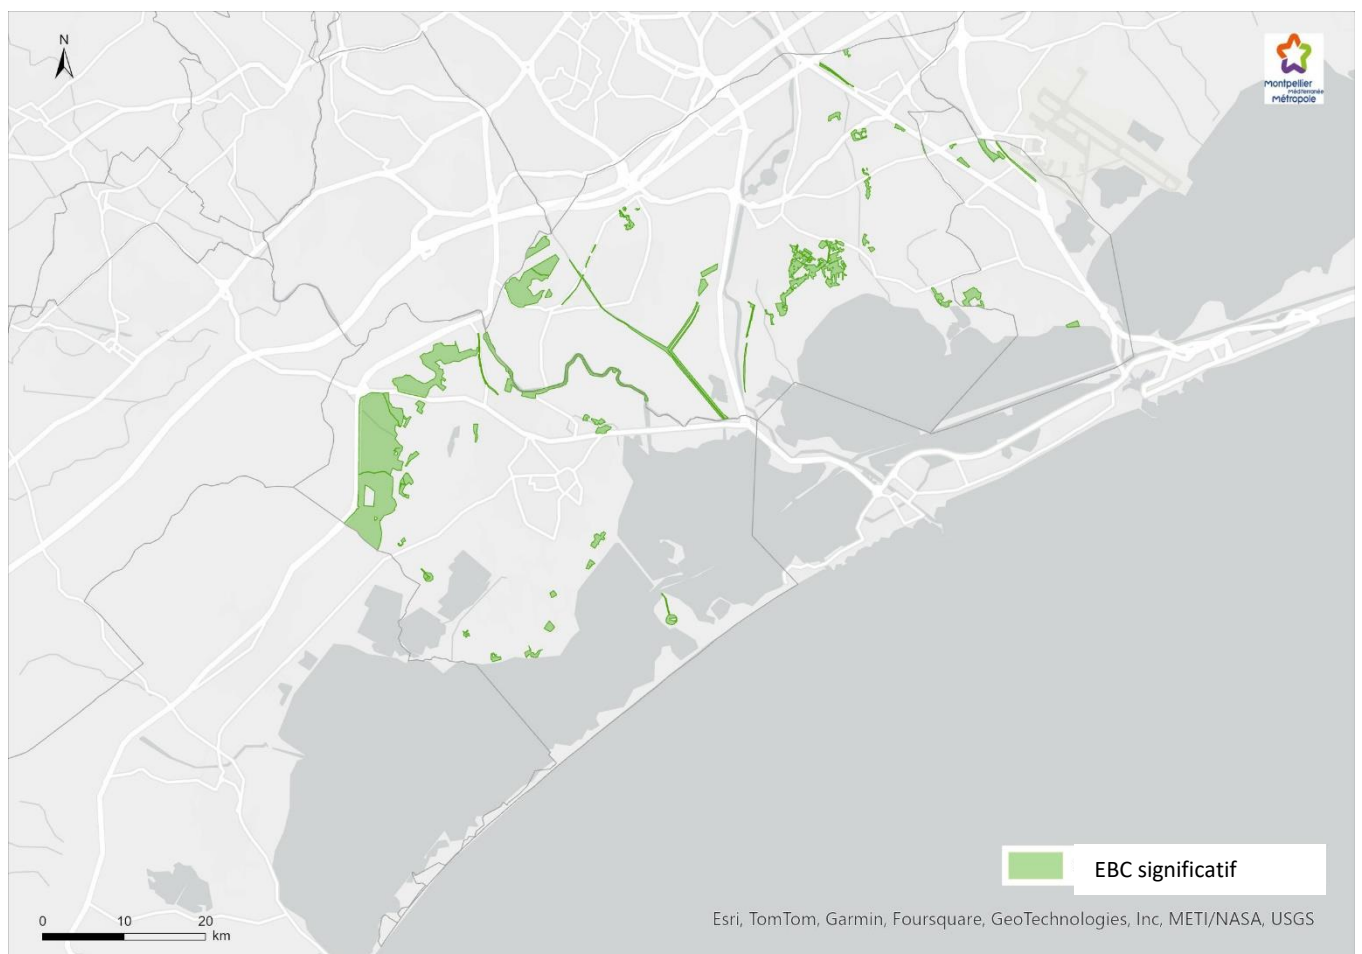 N
Montpellier
Méditerranée
Métropole
EBC significatif
0 10 20
km
Esri, TomTom, Garmin, Foursquare, GeoTechnologies, Inc, METI/NASA, USGS